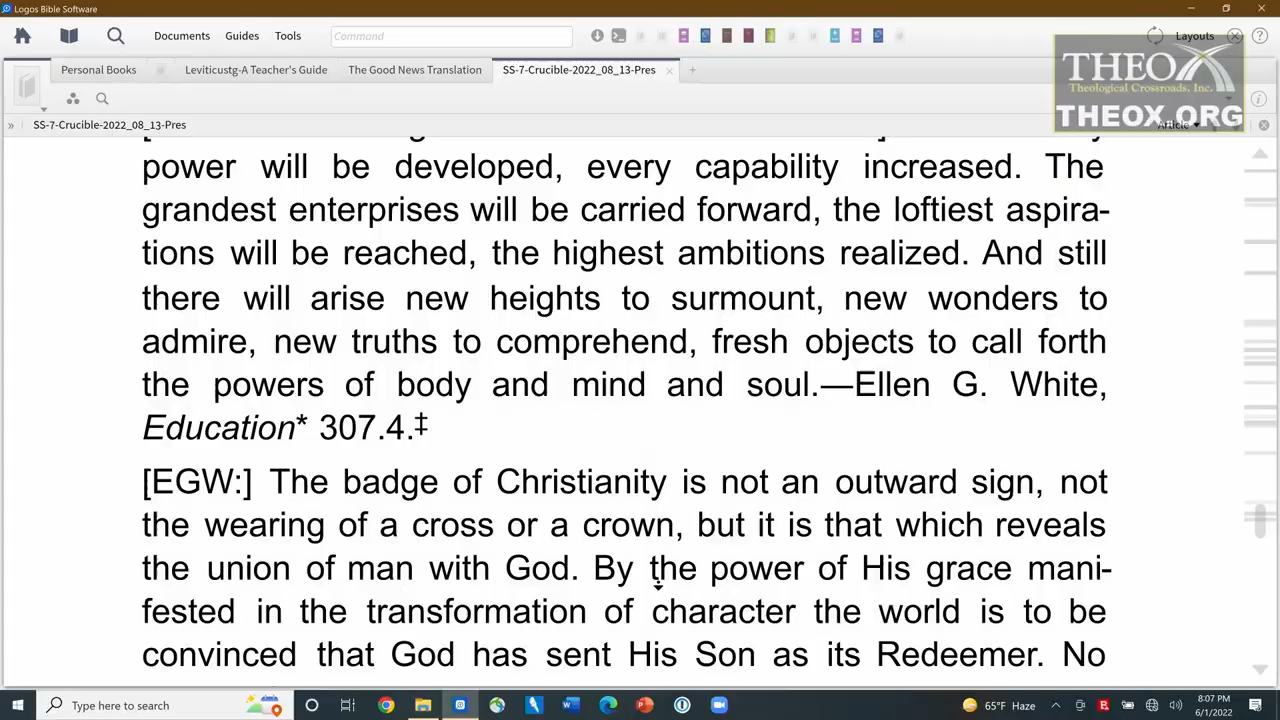 Logos Bible Software
Documents Guides Tools Command Layouts
Personal Books Leviticustg-A Teacher's Guide The Good News Translation SS-7-Crucible-2022_08_13-Pres
THEOX
Theological Crossroads, Inc.
THEOX.ORG
SS-7-Crucible-2022_08_13-Pres Article
power will be developed, every capability increased. The
grandest enterprises will be carried forward, the loftiest aspira-
tions will be reached, the highest ambitions realized. And still
there will arise new heights to surmount, new wonders to
admire, new truths to comprehend, fresh objects to call forth
the powers of body and mind and soul.—Ellen G. White,
Education* 307.4.‡
[EGW:] The badge of Christianity is not an outward sign, not
the wearing of a cross or a crown, but it is that which reveals
the union of man with God. By the power of His grace mani-
fested in the transformation of character the world is to be
convinced that God has sent His Son as its Redeemer. No
Type here to search
65°F Haze
8:07 PM
6/1/2022